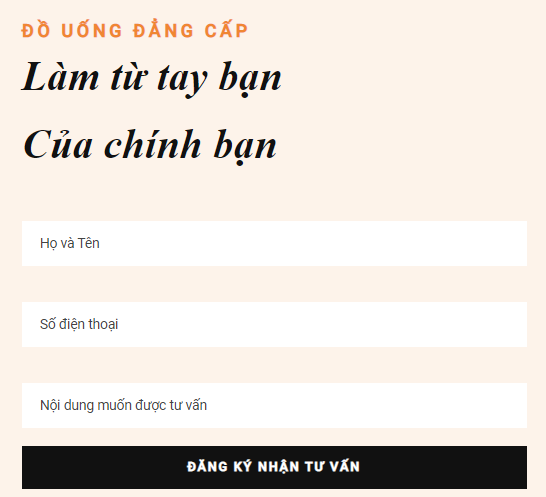 ĐỒ UỐNG ĐẲNG CẤP
Làm từ tay bạn
Của chính bạn
Họ và Tên
Số điện thoại
Nội dung muốn được tư vấn
ĐĂNG KÝ NHẬN TƯ VẤN